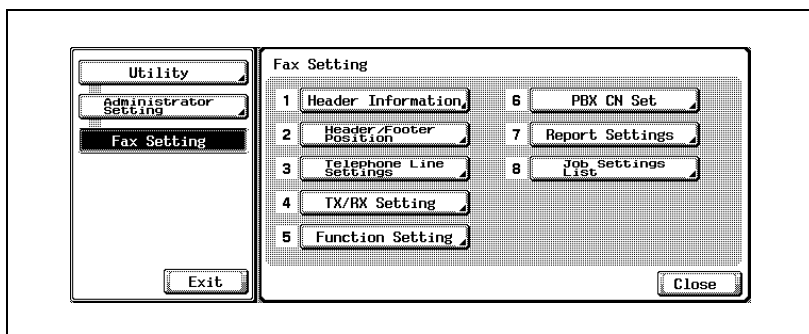 Utility
Administrator
Setting
Fax Setting
Exit
Fax Setting
1 Header Information
2 Header/Footer
Position
3 Telephone Line
Settings
4 TX/RX Setting
5 Function Setting
6 PBX CN Set
7 Report Settings
8 Job Settings
List
Close